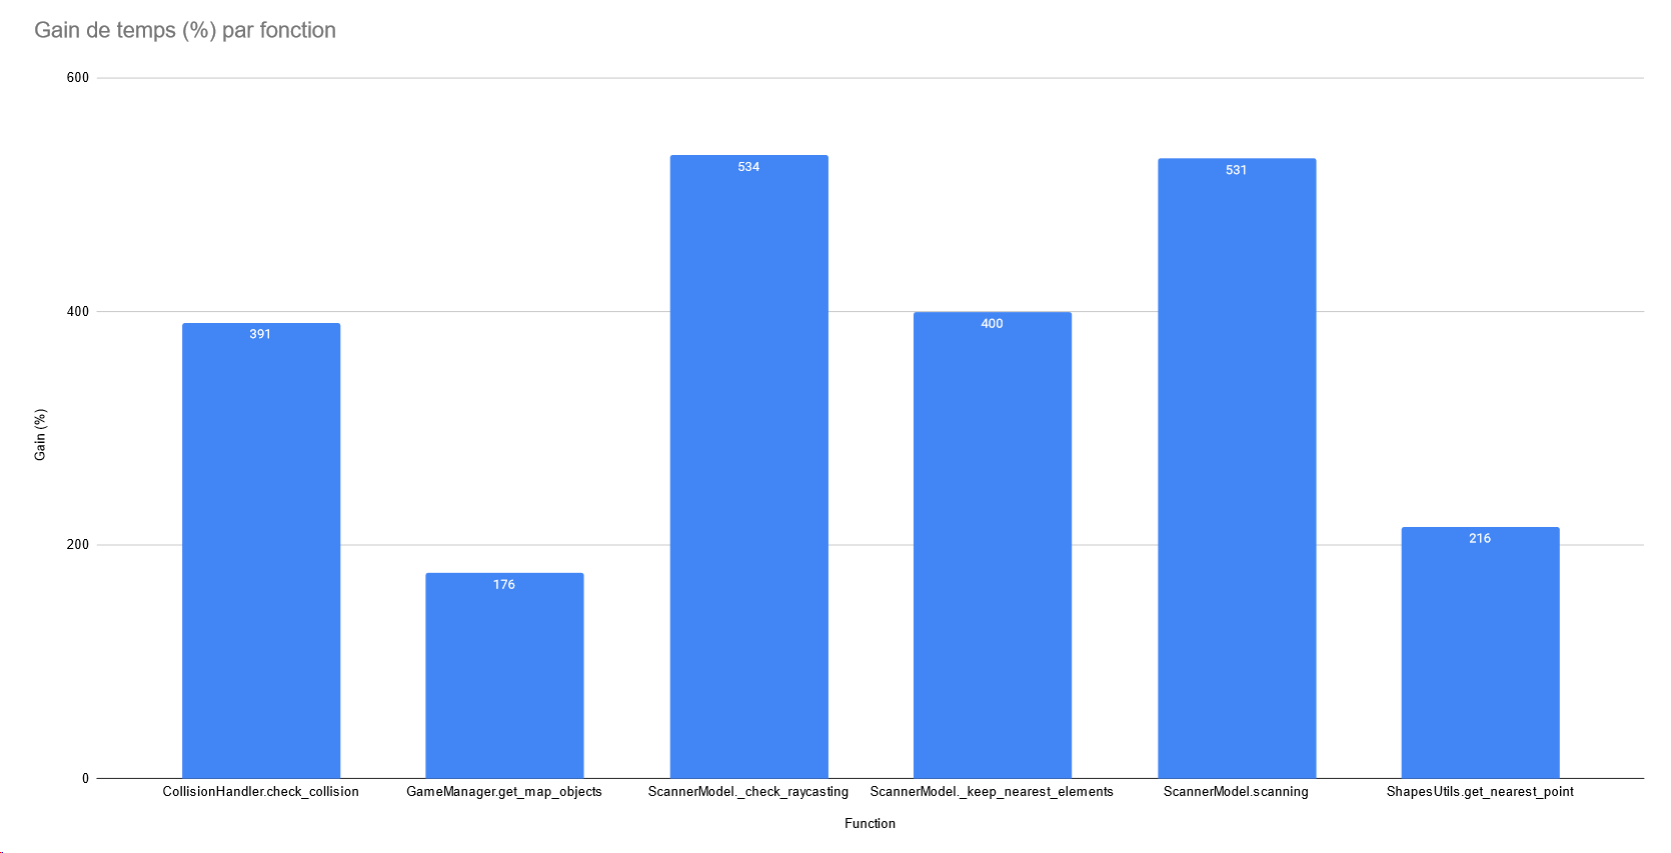 Gain de temps (%) par fonction
600
400
200
0
Gain (%)
391
176
534
400
531
216
CollisionHandler.check_collision
GameManager.get_map_objects
ScannerModel._check_raycasting
ScannerModel._keep_nearest_elements
ScannerModel.scanning
ShapesUtils.get_nearest_point
Function